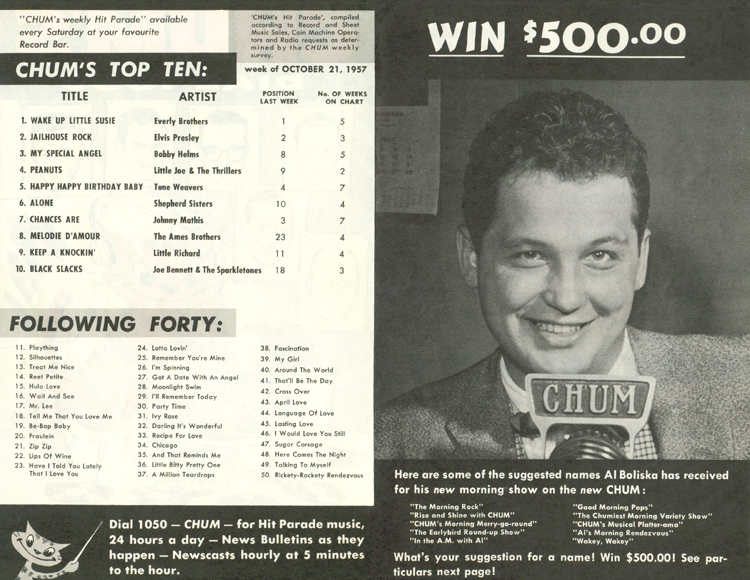 "CHUM'S weekly Hit Parade" available
every Saturday at your favourite
Record Bar.
'CHUM's Hit Parade', compiled
according to Record and Sheet
Music Sales, Coin Machine Opera-
tors and Radio requests as deter-
mined by the CHUM weekly
survey.
CHUM'S TOP TEN:
week of OCTOBER 21, 1957
TITLE ARTIST POSITION LAST WEEK No. OF WEEKS ON CHART
1. WAKE UP LITTLE SUSIE Everly Brothers 1 5
2. JAILHOUSE ROCK Elvis Presley 2 3
3. MY SPECIAL ANGEL Bobby Helms 8 5
4. PEANUTS Little Joe & The Thrillers 9 2
5. HAPPY HAPPY BIRTHDAY BABY Tune Weavers 4 7
6. ALONE Shepherd Sisters 10 4
7. CHANCES ARE Johnny Mathis 3 7
8. MELODIE D'AMOUR The Ames Brothers 23 4
9. KEEP A KNOCKIN' Little Richard 11 4
10. BLACK SLACKS Joe Bennett & The Sparkletones 18 3
FOLLOWING FORTY:
11. Plaything
12. Silhouettes
13. Treat Me Nice
14. Reet Petite
15. Hula Love
16. Wait And See
17. Mr. Lee
18. Tell Me That You Love Me
19. Be-Bop Baby
20. Fraulein
21. Zip Zip
22. Lips Of Wine
23. Have I Told You Lately
That I Love You
24. Lotta Lovin'
25. Remember You're Mine
26. I'm Spinning
27. Got A Date With An Angel
28. Moonlight Swim
29. I'll Remember Today
30. Party Time
31. Ivy Rose
32. Darling It's Wonderful
33. Recipe For Love
34. Chicago
35. And That Reminds Me
36. Little Bitty Pretty One
37. A Million Teardrops
38. Fascination
39. My Girl
40. Around The World
41. That'll Be The Day
42. Cross Over
43. April Love
44. Language Of Love
45. Lasting Love
46. I Would Love You Still
47. Sugar Corsage
48. Here Comes The Night
49. Talking To Myself
50. Rickety-Rackety Rendezvous
Dial 1050 — CHUM — for Hit Parade music,
24 hours a day — News Bulletins as they
happen — Newscasts hourly at 5 minutes
to the hour.
WIN $500.00
CHUM
Here are some of the suggested names Al Boliska has received
for his new morning show on the new CHUM:
"The Morning Rock"
"Rise and Shine with CHUM"
"CHUM's Morning Merry-go-round"
"The Earlybird Round-up Show"
"In the A.M. with Al"
"Good Morning Pops"
"The Chumiest Morning Variety Show"
"CHUM's Musical Platter-amo"
"Al's Morning Rendezvous"
"Wakey, Wakey"
What's your suggestion for a name! Win $500.00! See par-
ticulars next page!